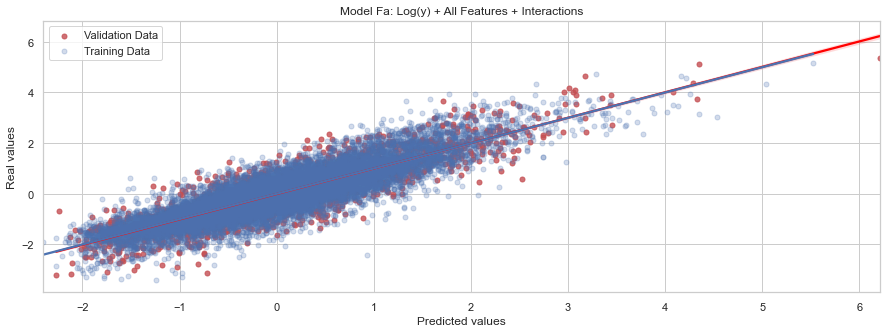 Model Fa: Log(y) + All Features + Interactions
Validation Data
Training Data
Real values
6
4
2
0
−2
−2
−1
0
1
2
3
4
5
6
Predicted values